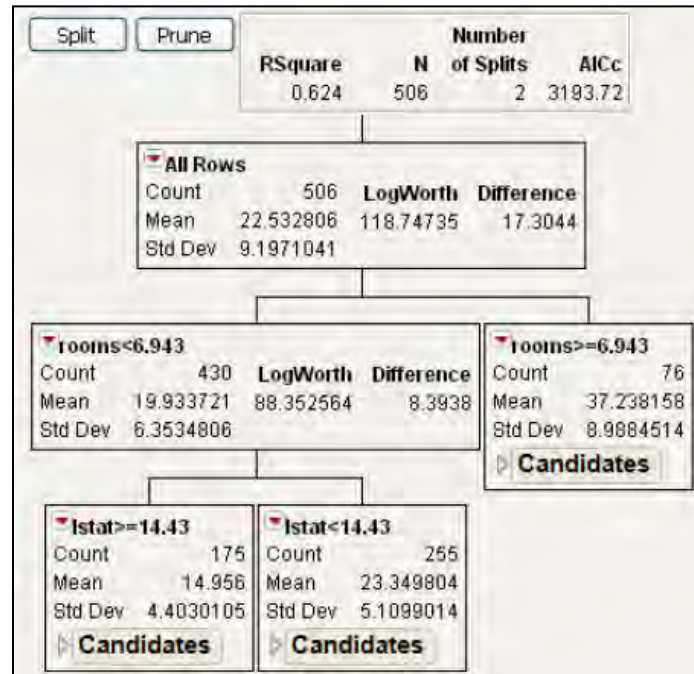 Split Prune
Number
RSquare N of Splits AICc
0.624 506 2 3193.72
All Rows
Count 506 LogWorth Difference
Mean 22.532806 118.74735 17.3044
Std Dev 9.1971041
rooms<6.943
Count 430 LogWorth Difference
Mean 19.933721 88.352564 8.3938
Std Dev 6.3534806
rooms>=6.943
Count 76
Mean 37.238158
Std Dev 8.9884514
Candidates
lstat>=14.43
Count 175
Mean 14.956
Std Dev 4.4030105
Candidates
lstat<14.43
Count 255
Mean 23.349804
Std Dev 5.1099014
Candidates